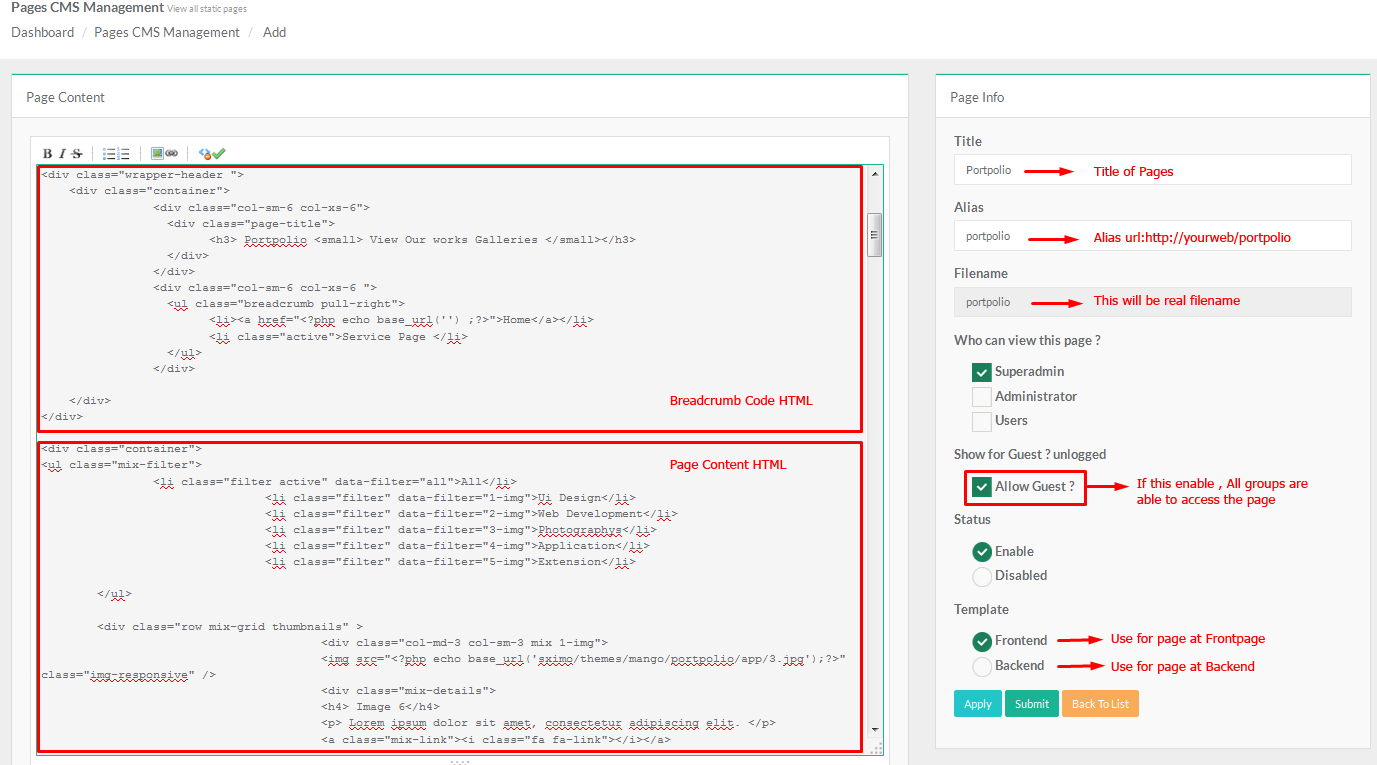 Pages CMS Management View all static pages
Dashboard / Pages CMS Management / Add
Page Content
B I S
<div class="wrapper-header ">
<div class="container">
<div class="col-sm-6 col-xs-6">
<div class="page-title">
<h3> Portpolio <small> View Our works Galleries </small></h3>
</div>
</div>
<div class="col-sm-6 col-xs-6 ">
<ul class="breadcrumb pull-right">
<li><a href="<?php echo base_url('') ;?>">Home</a></li>
<li class="active">Service Page </li>
</ul>
</div>
</div>
Breadcrumb Code HTML
</div>
<div class="container">
Page Content HTML
<ul class="mix-filter">
<li class="filter active" data-filter="all">All</li>
<li class="filter" data-filter="1-img">Ui Design</li>
<li class="filter" data-filter="2-img">Web Development</li>
<li class="filter" data-filter="3-img">Photographys</li>
<li class="filter" data-filter="4-img">Application</li>
<li class="filter" data-filter="5-img">Extension</li>
</ul>
<div class="row mix-grid thumbnails" >
<div class="col-md-3 col-sm-3 mix 1-img">
<img src="<?php echo base_url('sximo/themes/mango/portpolio/app/3.jpg');?>"
class="img-responsive" />
<div class="mix-details">
<h4> Image 6</h4>
<p> Lorem ipsum dolor sit amet, consectetur adipiscing elit. </p>
<a class="mix-link"><i class="fa fa-link"></i></a>
Page Info
Title
Portpolio Title of Pages
Alias
portpolio Alias url:http://yourweb/portpolio
Filename
portpolio This will be real filename
Who can view this page ?
Superadmin
Administrator
Users
Show for Guest ? unlogged
Allow Guest ? If this enable , All groups are
able to access the page
Status
Enable
Disabled
Template
Frontend Use for page at Frontpage
Backend Use for page at Backend
Apply Submit Back To List